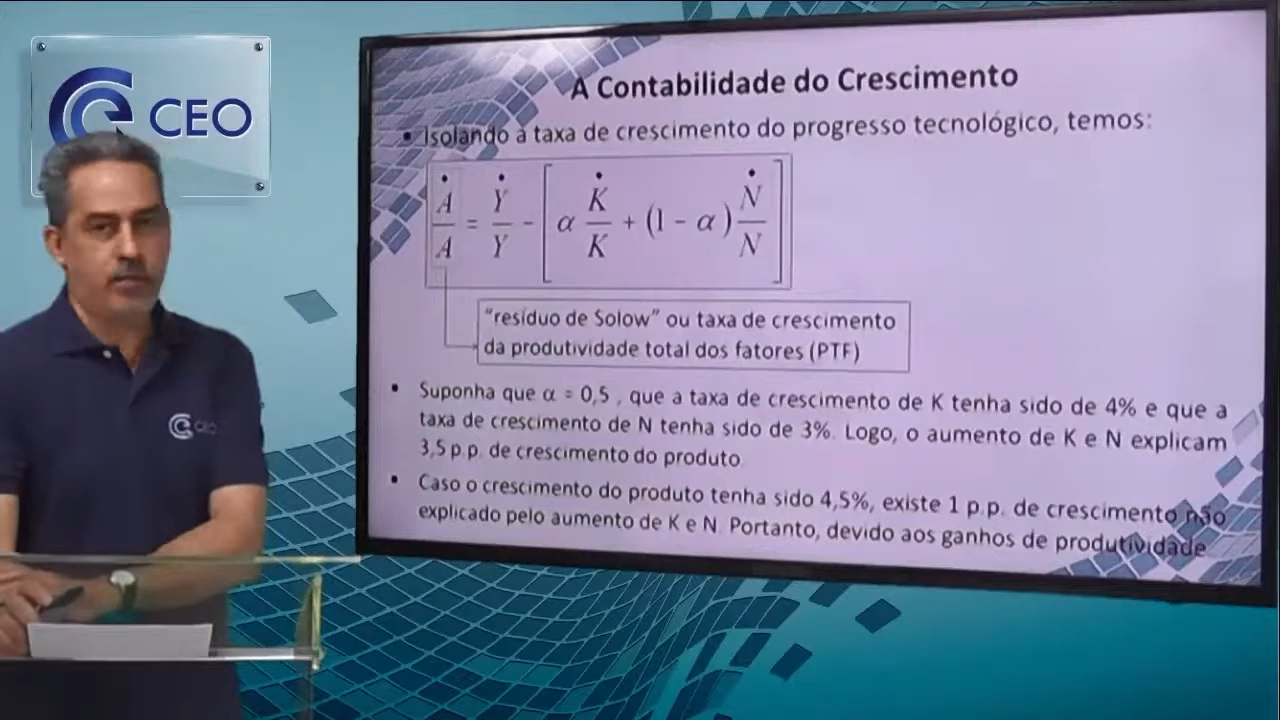 CEO
A Contabilidade do Crescimento
• Isolando a taxa de crescimento do progresso tecnológico, temos:
Ȧ/A = Ẏ/Y - [α K̇/K + (1 - α) Ṅ/N]
"resíduo de Solow" ou taxa de crescimento
da produtividade total dos fatores (PTF)
• Suponha que α = 0,5 , que a taxa de crescimento de K tenha sido de 4% e que a
taxa de crescimento de N tenha sido de 3%. Logo, o aumento de K e N explicam
3,5 p.p. de crescimento do produto
• Caso o crescimento do produto tenha sido 4,5%, existe 1 p.p. de crescimento não
explicado pelo aumento de K e N. Portanto, devido aos ganhos de produtividade
CEO